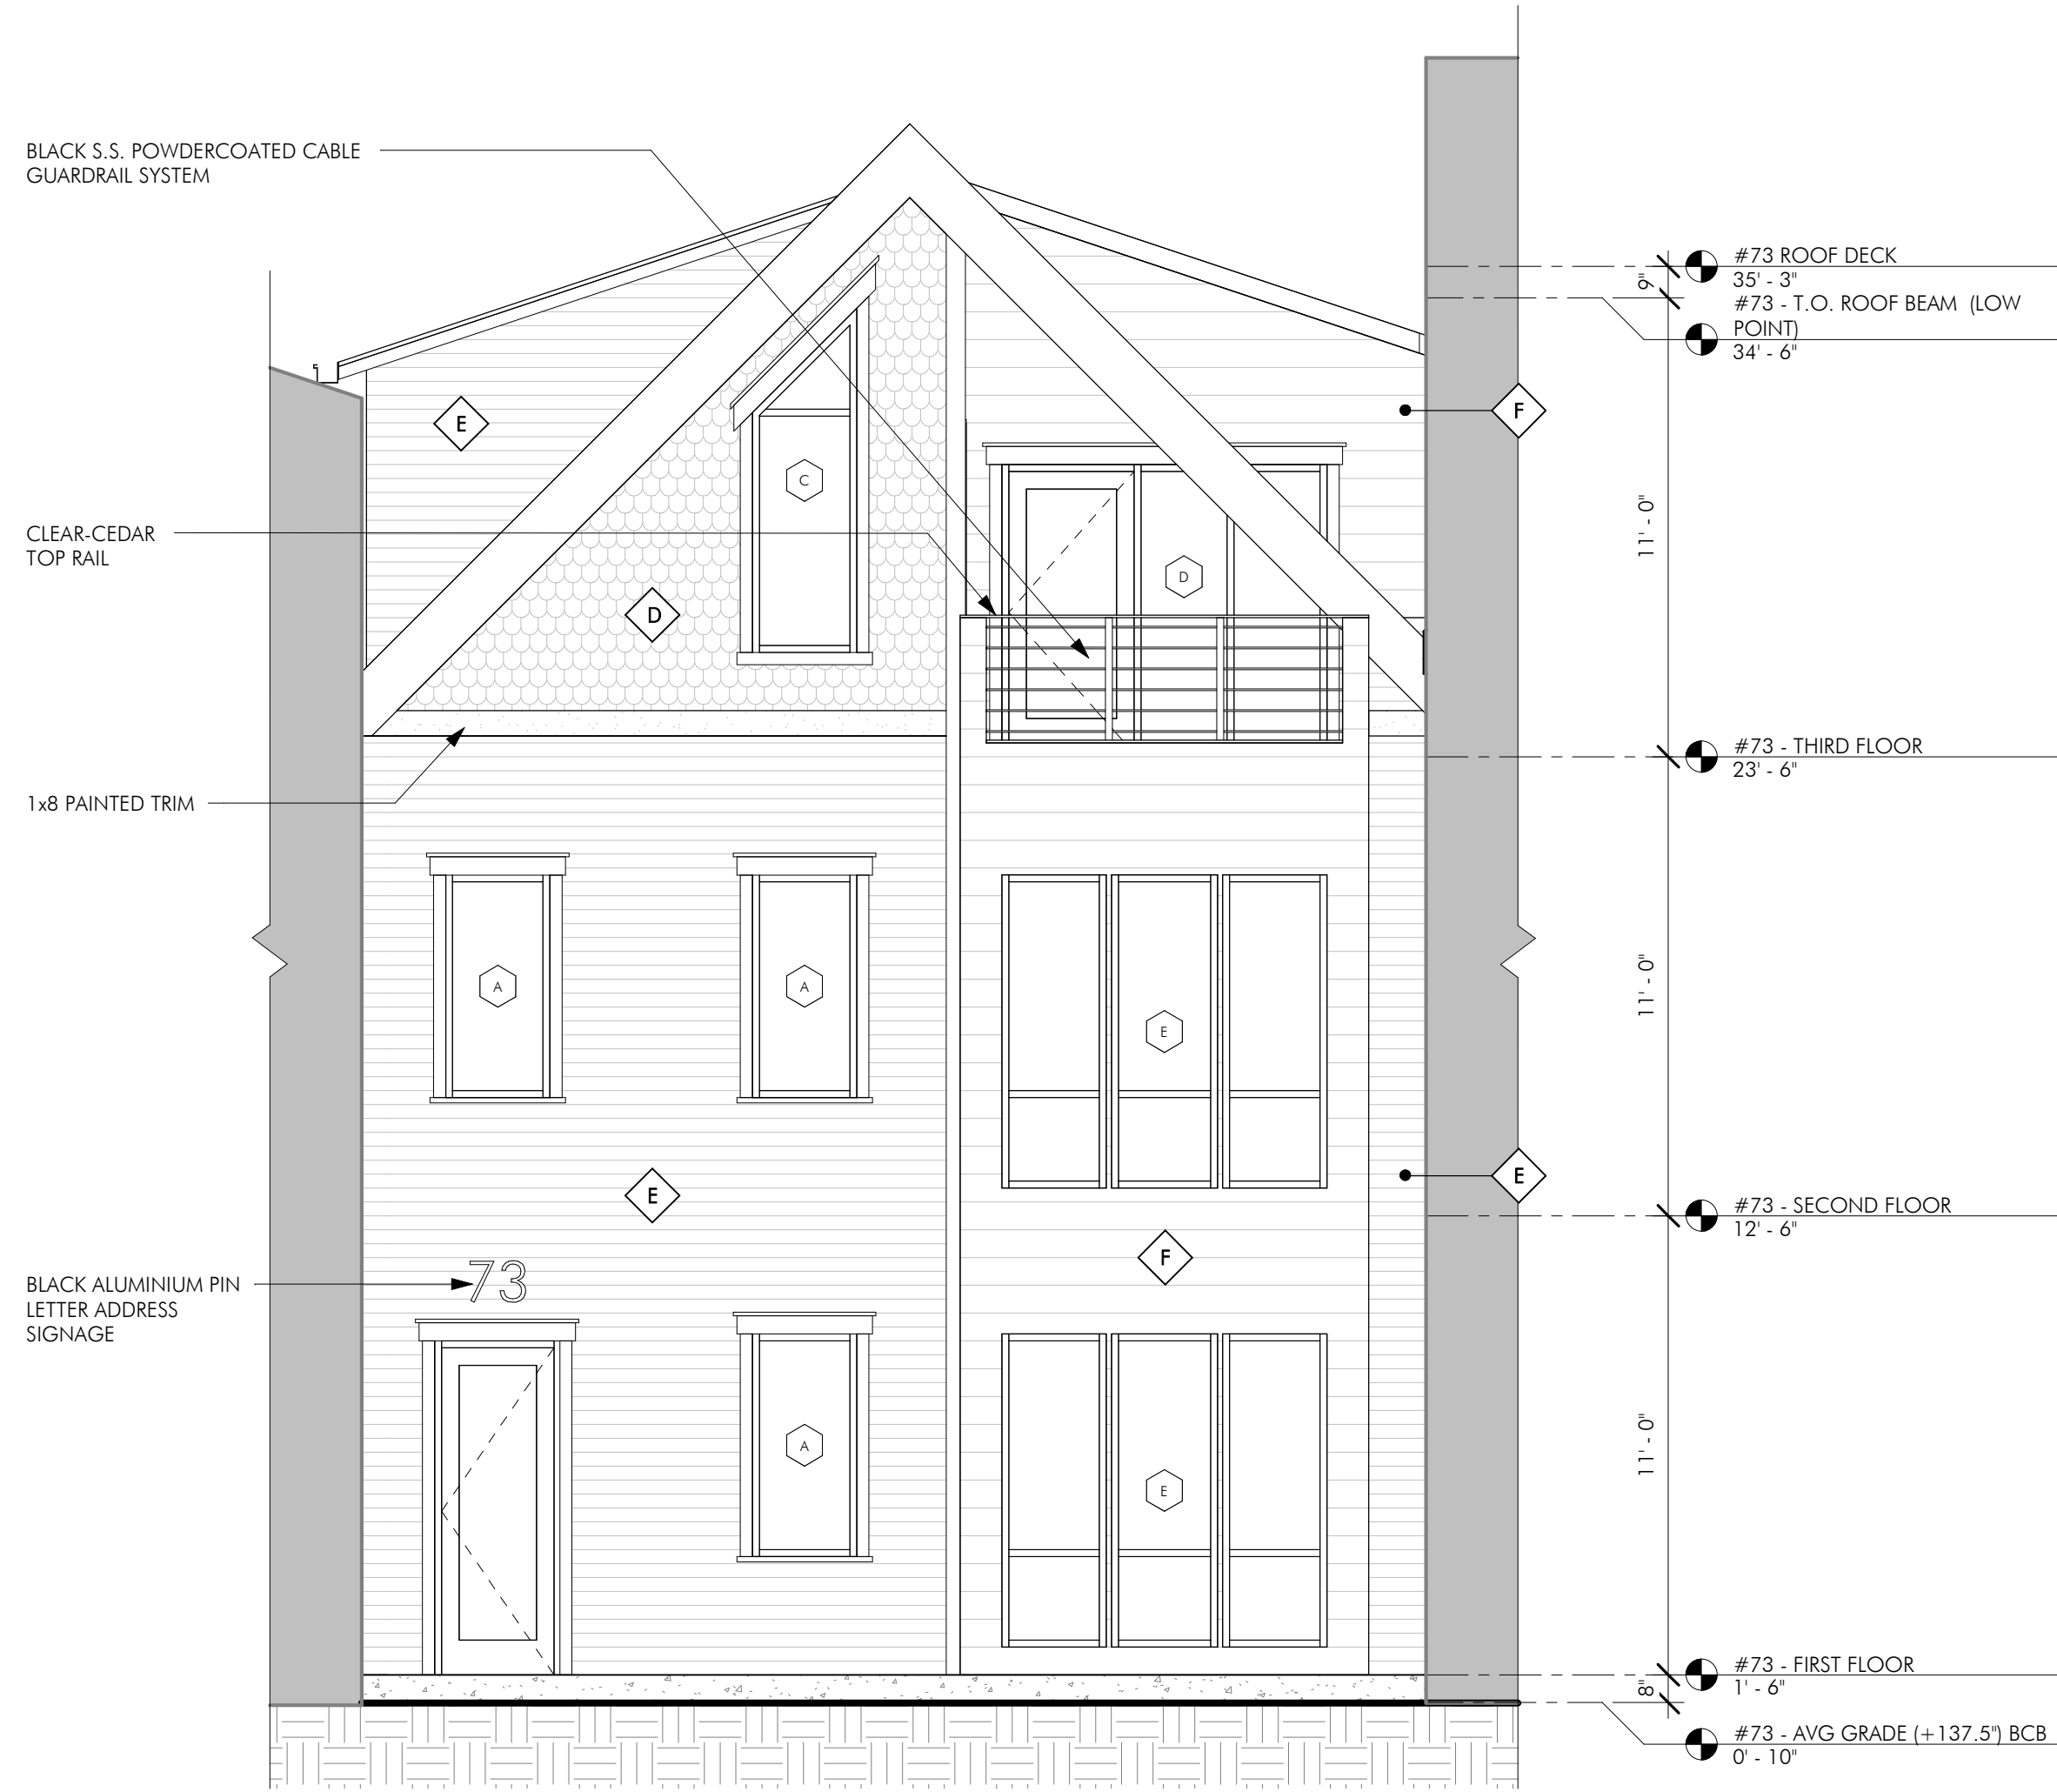 BLACK S.S. POWDERCOATED CABLE
GUARDRAIL SYSTEM
CLEAR-CEDAR
TOP RAIL
1x8 PAINTED TRIM
BLACK ALUMINIUM PIN
LETTER ADDRESS
SIGNAGE
E
C
D
D
F
A
A
E
E
E
F
73
A
E
#73 ROOF DECK
35' - 3"
9"
#73 - T.O. ROOF BEAM (LOW
POINT)
34' - 6"
11' - 0"
#73 - THIRD FLOOR
23' - 6"
11' - 0"
#73 - SECOND FLOOR
12' - 6"
11' - 0"
#73 - FIRST FLOOR
1' - 6"
8"
#73 - AVG GRADE (+137.5") BCB
0' - 10"